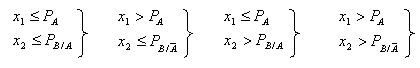 x₁ ≤ P_A } x₁ > P_A } x₁ ≤ P_A } x₁ > P_A }
x₂ ≤ P_{B/A} } x₂ ≤ P_{B/A̅} } x₂ > P_{B/A} } x₂ > P_{B/A̅} }